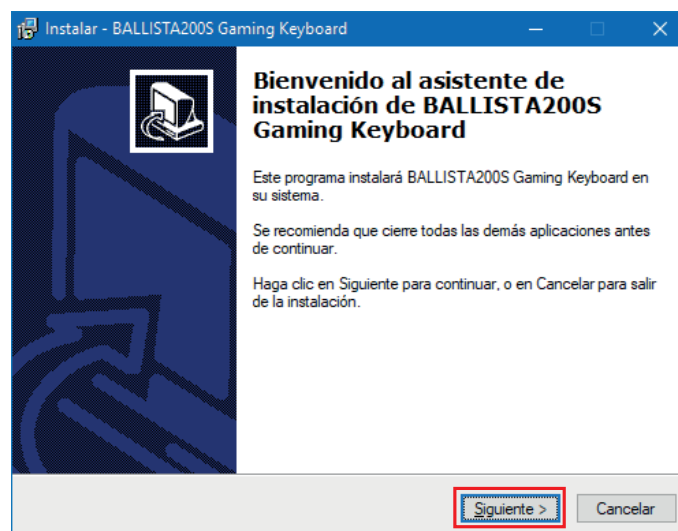 Instalar - BALLISTA200S Gaming Keyboard
Bienvenido al asistente de
instalación de BALLISTA200S
Gaming Keyboard
Este programa instalará BALLISTA200S Gaming Keyboard en
su sistema.
Se recomienda que cierre todas las demás aplicaciones antes
de continuar.
Haga clic en Siguiente para continuar, o en Cancelar para salir
de la instalación.
Siguiente >
Cancelar